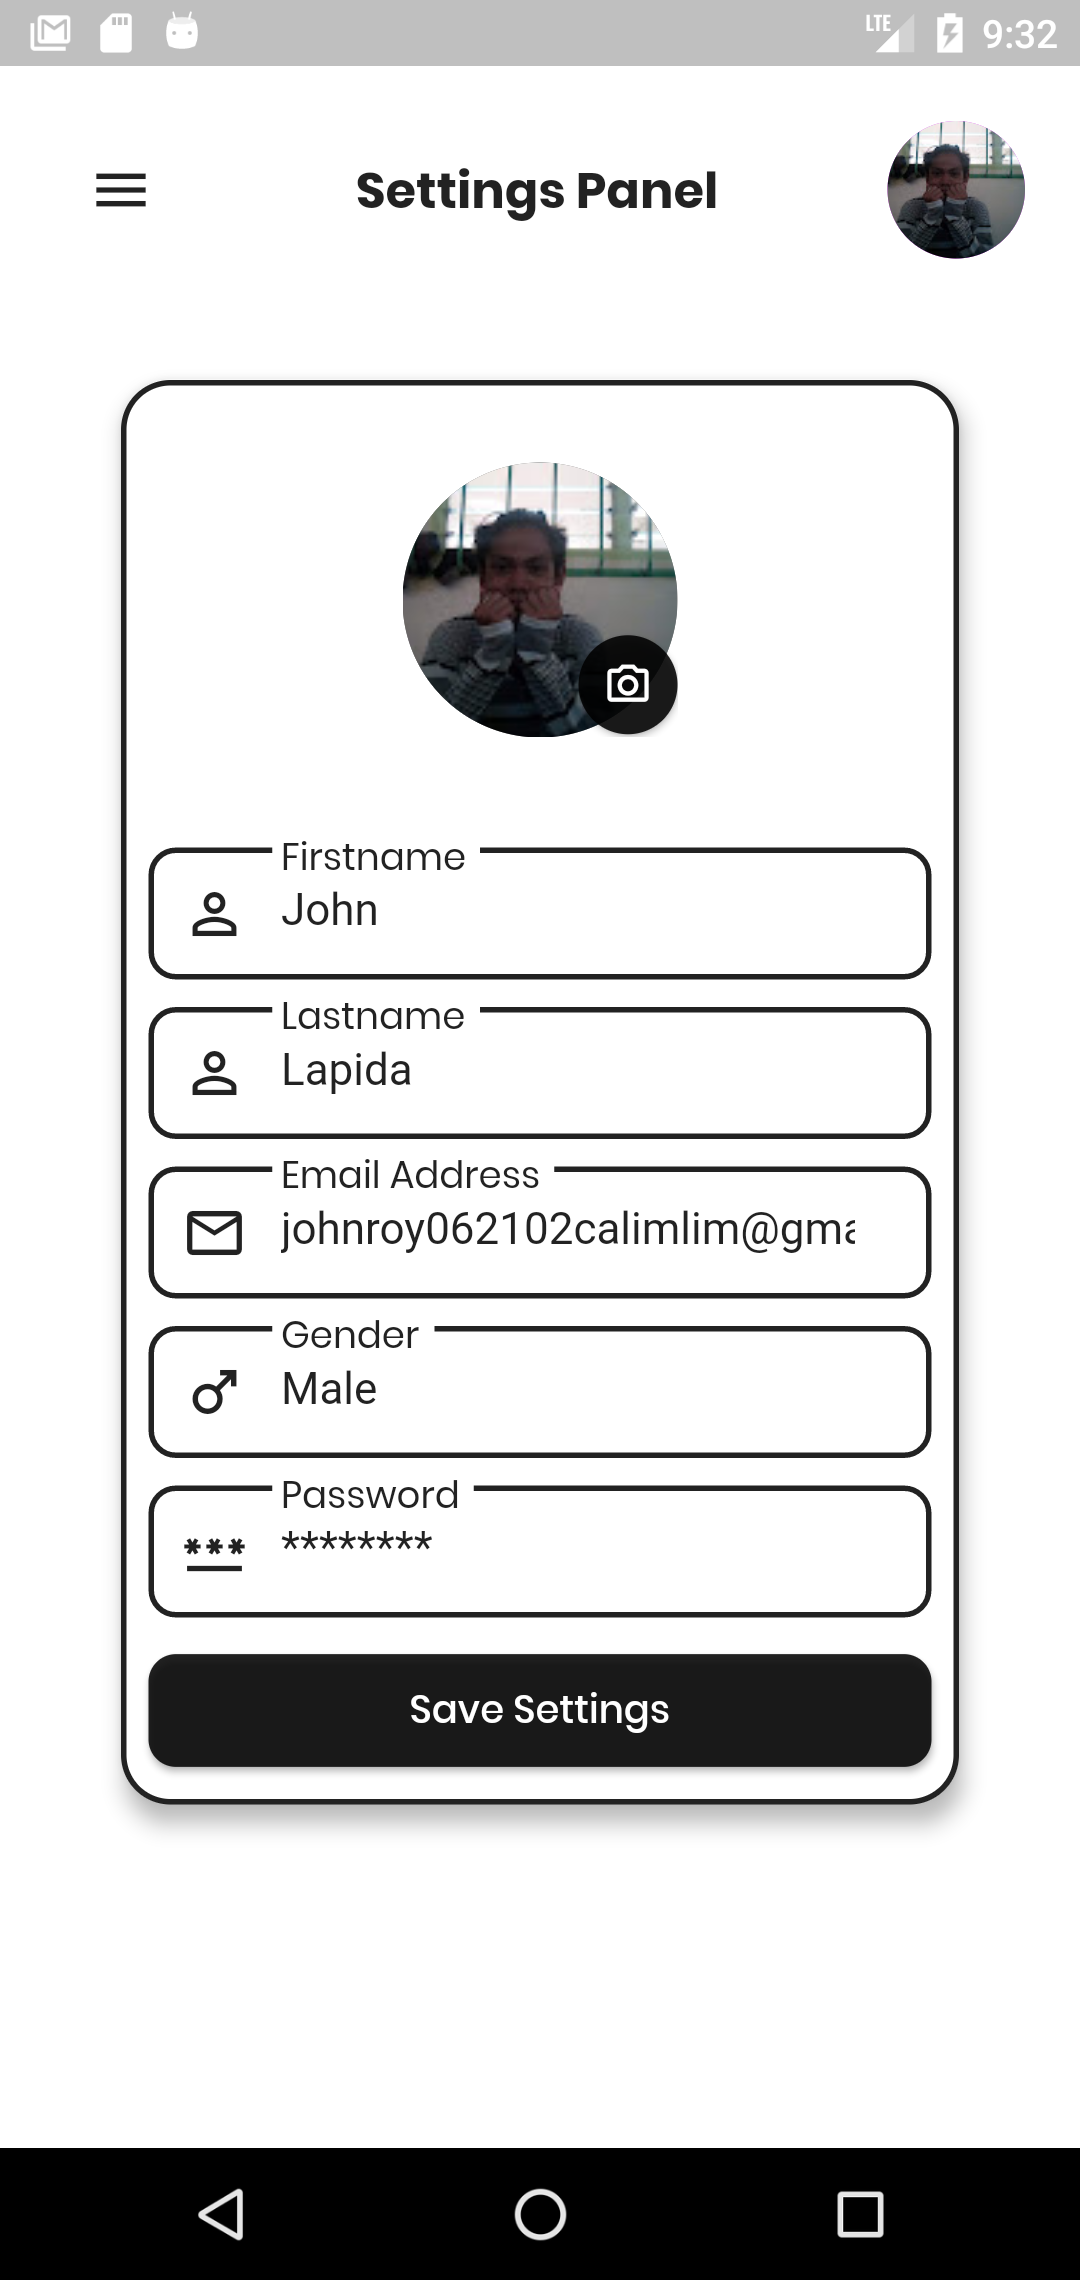 LTE 9:32
Settings Panel
Firstname
John
Lastname
Lapida
Email Address
johnroy062102calimlim@gma
Gender
Male
Password
********
Save Settings